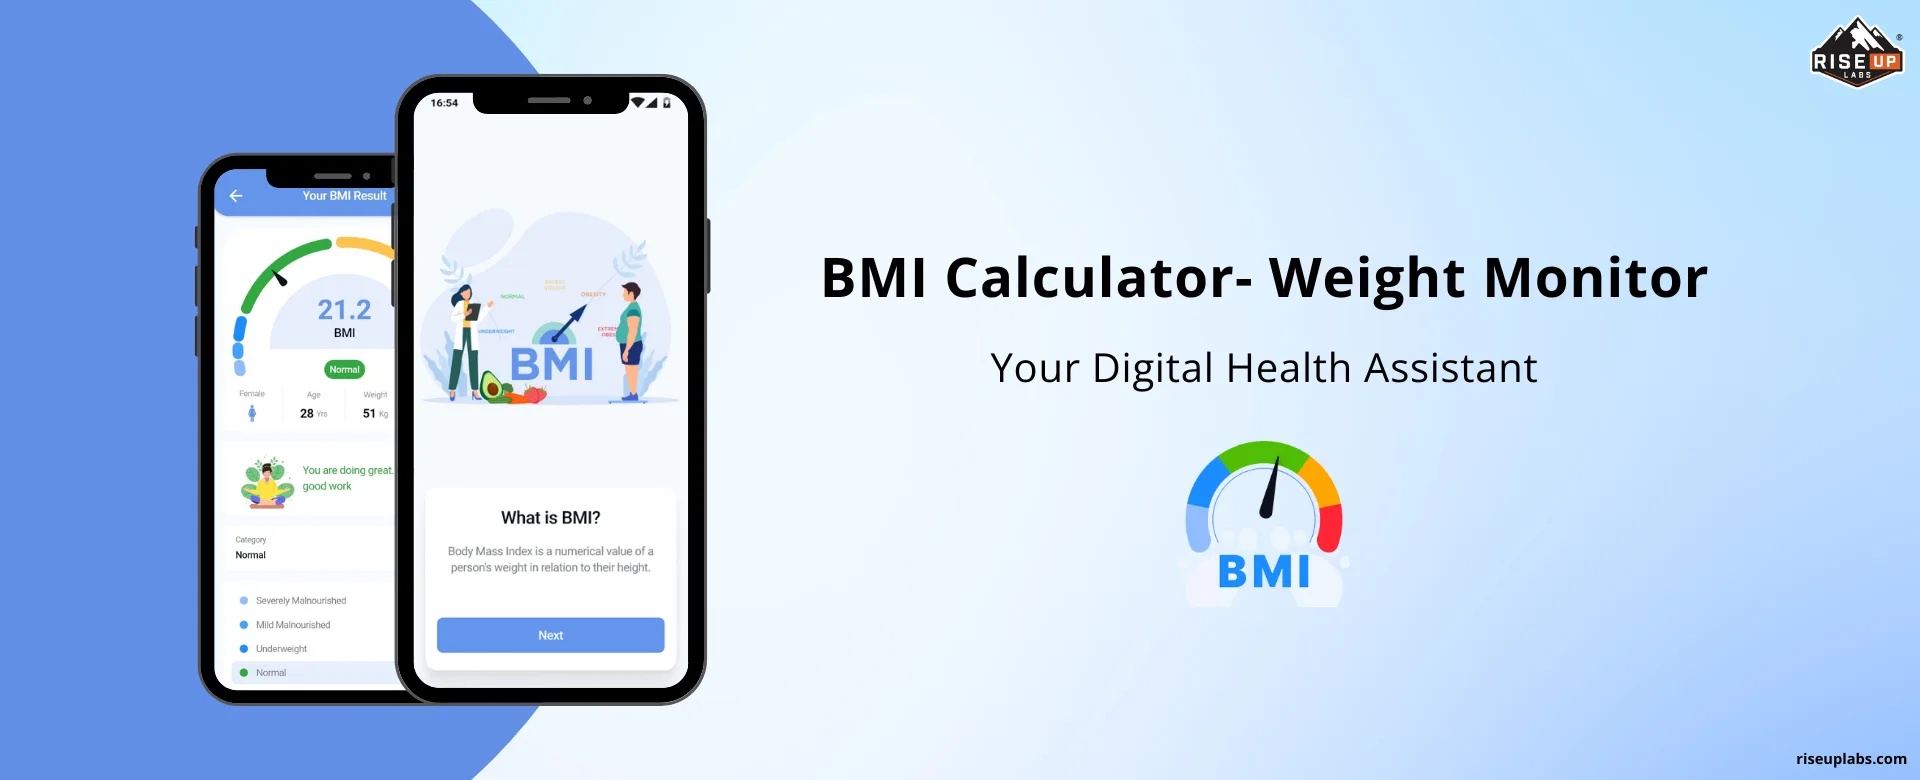 RISE UP
LABS
®
16:54
Your BMI Result
21.2
BMI
Normal
Female
Age
Weight
28 Yrs
51 Kg
You are doing great.
good work
Category
Normal
Severely Malnourished
Mild Malnourished
Underweight
Normal
NORMAL
OBESITY
UNDERWEIGHT
BMI
What is BMI?
Body Mass Index is a numerical value of a
person's weight in relation to their height.
Next
BMI Calculator- Weight Monitor
Your Digital Health Assistant
BMI
riseuplabs.com